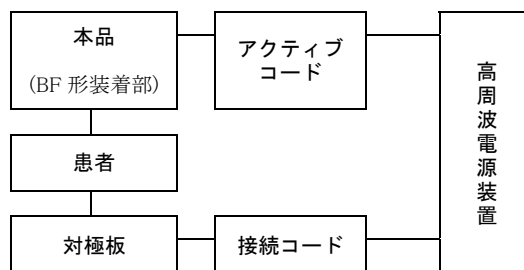 本品
(BF 形装着部)
アクティブ
コード
高周波電源装置
患者
対極板
接続コード